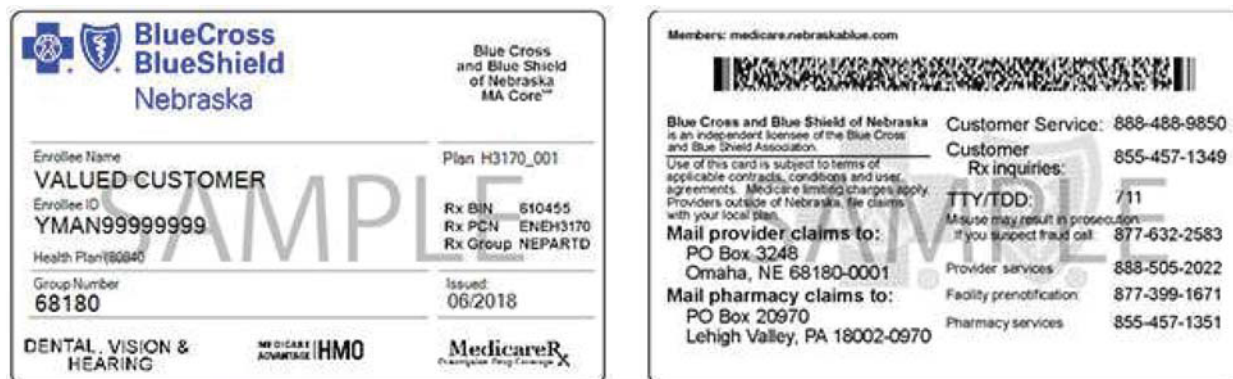 BlueCross
BlueShield
Nebraska
Blue Cross
and Blue Shield
of Nebraska
MA Core
Enrollee Name
VALUED CUSTOMER
Enrollee ID
YMAN99999999
Health Plan (80840)
Plan H3170_001
Rx BIN 610455
Rx PCN ENEH3170
Rx Group NEPARTD
Group Number
68180
Issued:
06/2018
DENTAL, VISION &
HEARING
MEDICARE
ADVANTAGE HMO
MedicareRx
Prescription Drug Coverage
SAMPLE
Members: medicare.nebraskablue.com
Blue Cross and Blue Shield of Nebraska
is an independent licensee of the Blue Cross
and Blue Shield Association.
Use of this card is subject to terms of
applicable contracts, conditions and user
agreements. Medicare limiting charges apply.
Providers outside of Nebraska, file claims
with your local plan.
Mail provider claims to:
PO Box 3248
Omaha, NE 68180-0001
Mail pharmacy claims to:
PO Box 20970
Lehigh Valley, PA 18002-0970
Customer Service: 888-488-9850
Customer
Rx inquiries: 855-457-1349
TTY/TDD: 711
Misuse may result in prosecution.
If you suspect fraud call: 877-632-2583
Provider services 888-505-2022
Facility prenotification: 877-399-1671
Pharmacy services 855-457-1351
SAMPLE